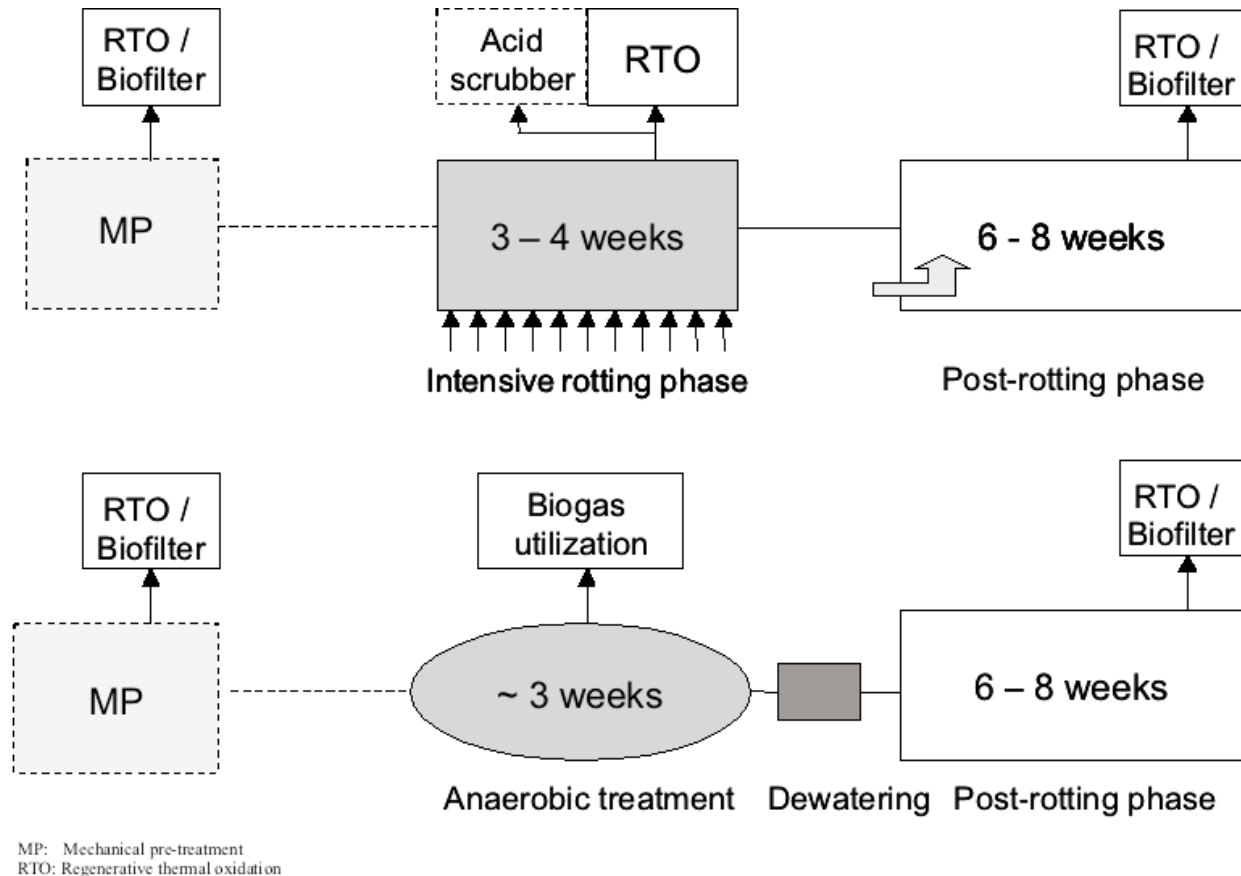 RTO /
Biofilter
Acid
scrubber
RTO
RTO /
Biofilter
MP
3 – 4 weeks
6 - 8 weeks
Intensive rotting phase
Post-rotting phase
RTO /
Biofilter
Biogas
utilization
RTO /
Biofilter
MP
~ 3 weeks
6 – 8 weeks
Anaerobic treatment
Dewatering
Post-rotting phase
MP: Mechanical pre-treatment
RTO: Regenerative thermal oxidation